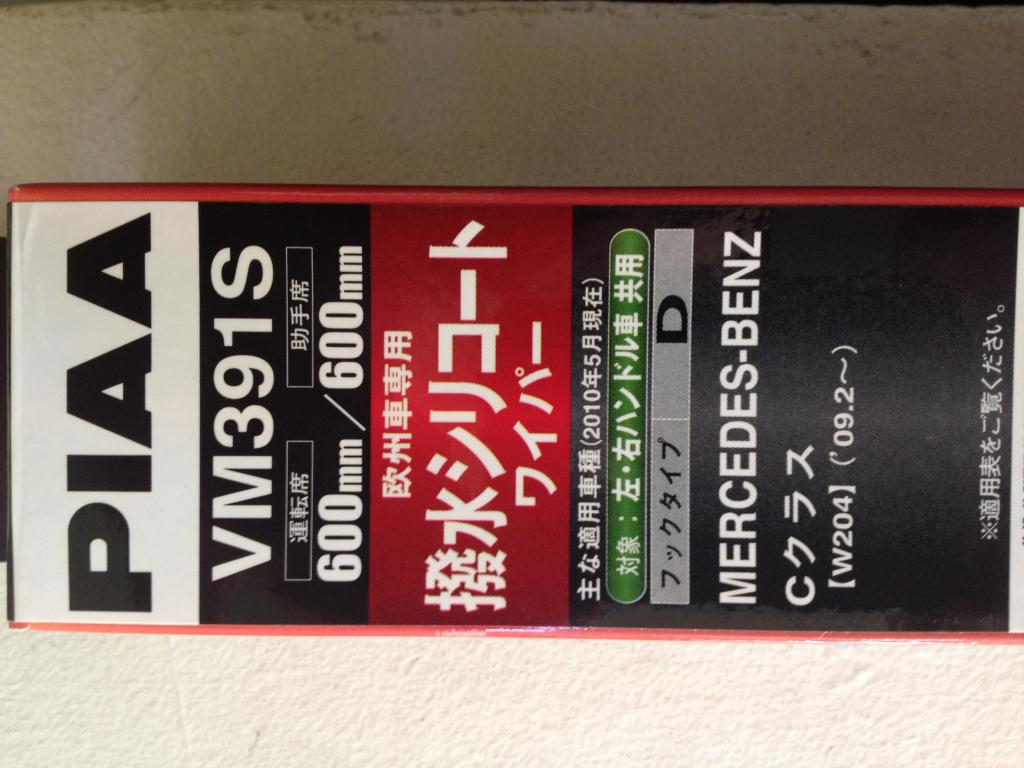 PIAA
VM391S
運転席 助手席
600mm／600mm
欧州車専用
撥水シリコート
ワイパー
主な適用車種(2010年5月現在)
対象：左・右ハンドル車 共用
フックタイプ D
MERCEDES-BENZ
Cクラス
【W204】('09.2～)
※適用表をご覧ください。